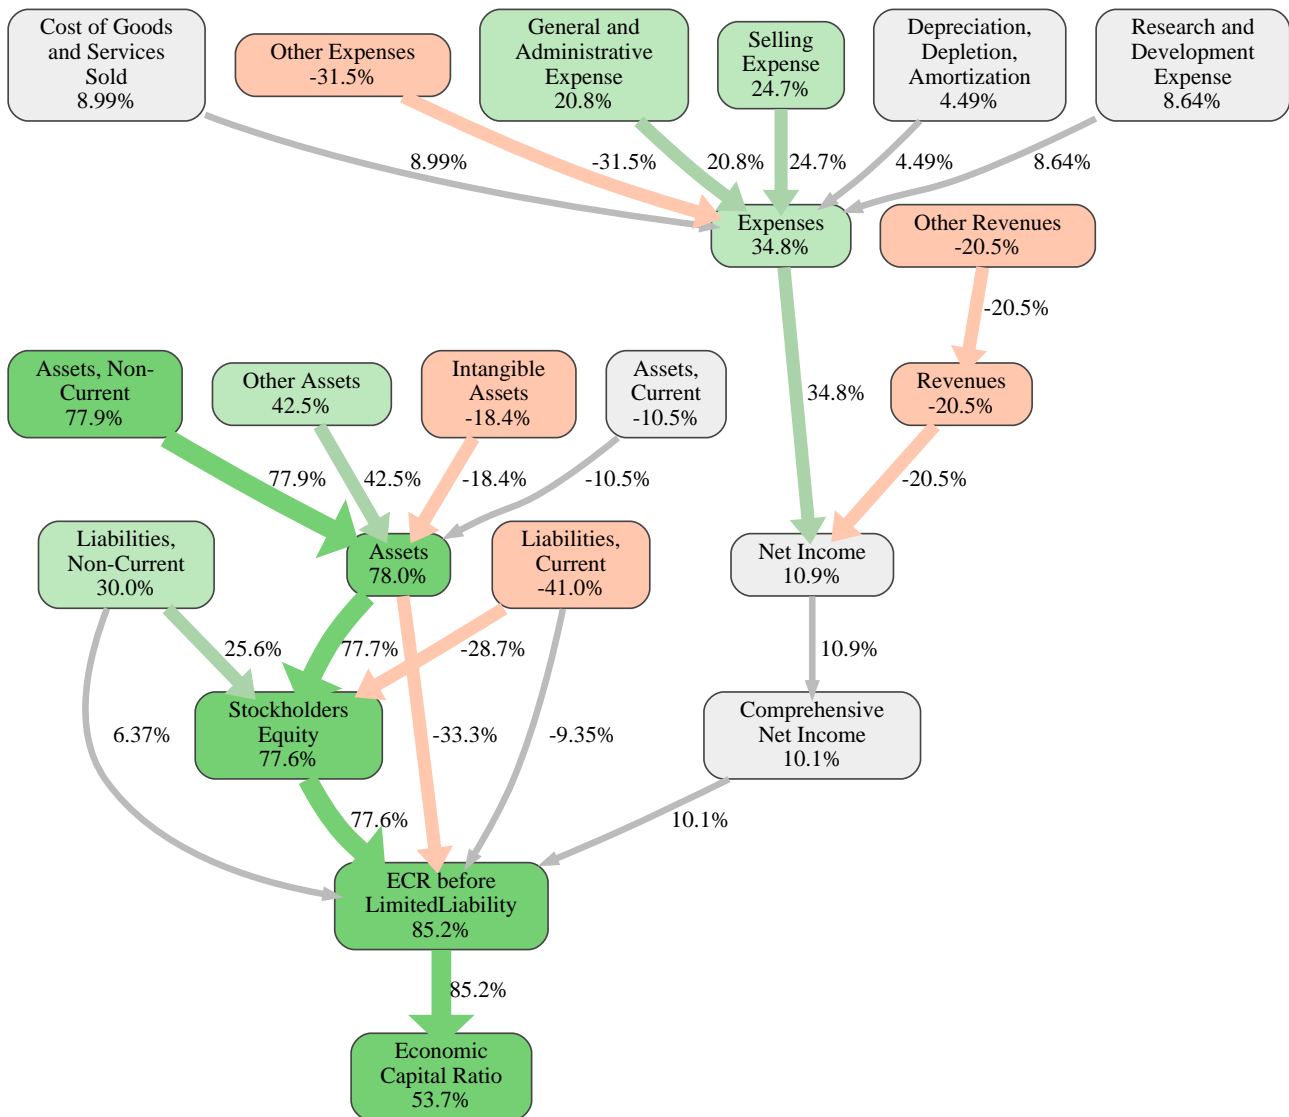 Cost of Goods
and Services
Sold
8.99%
Other Expenses
-31.5%
General and
Administrative
Expense
20.8%
Selling
Expense
24.7%
Depreciation,
Depletion,
Amortization
4.49%
Research and
Development
Expense
8.64%
8.99%
-31.5%
20.8%
24.7%
4.49%
8.64%
Expenses
34.8%
Other Revenues
-20.5%
-20.5%
Assets, Non-
Current
77.9%
Other Assets
42.5%
Intangible
Assets
-18.4%
Assets,
Current
-10.5%
34.8%
Revenues
-20.5%
77.9%
42.5%
-18.4%
-10.5%
-20.5%
Liabilities,
Non-Current
30.0%
Assets
78.0%
Liabilities,
Current
-41.0%
Net Income
10.9%
25.6%
77.7%
-28.7%
10.9%
6.37%
Stockholders
Equity
77.6%
-33.3%
-9.35%
Comprehensive
Net Income
10.1%
77.6%
10.1%
ECR before
LimitedLiability
85.2%
85.2%
Economic
Capital Ratio
53.7%